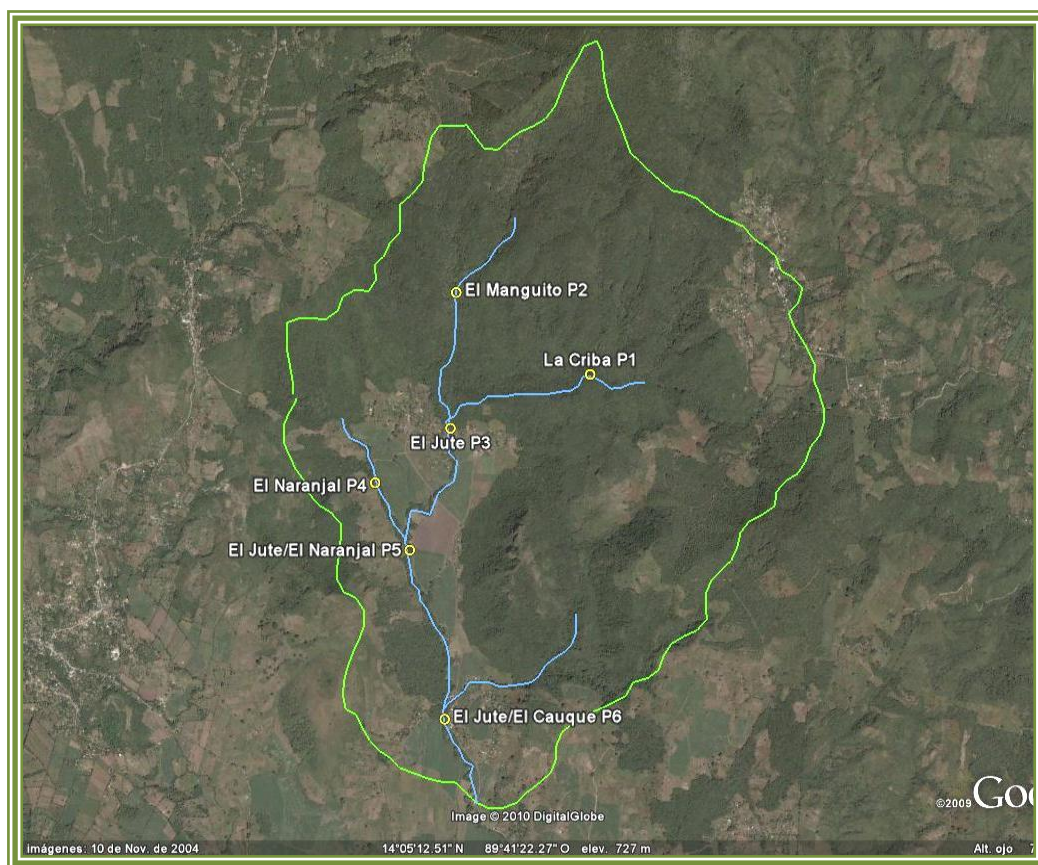 El Manguito P2
La Criba P1
El Jute P3
El Naranjal P4
El Jute/El Naranjal P5
El Jute/El Cauque P6
©2009 Goo
Image © 2010 DigitalGlobe
imágenes: 10 de Nov. de 2004 14°05'12.51" N 89°41'22.27" O elev. 727 m Alt. ojo